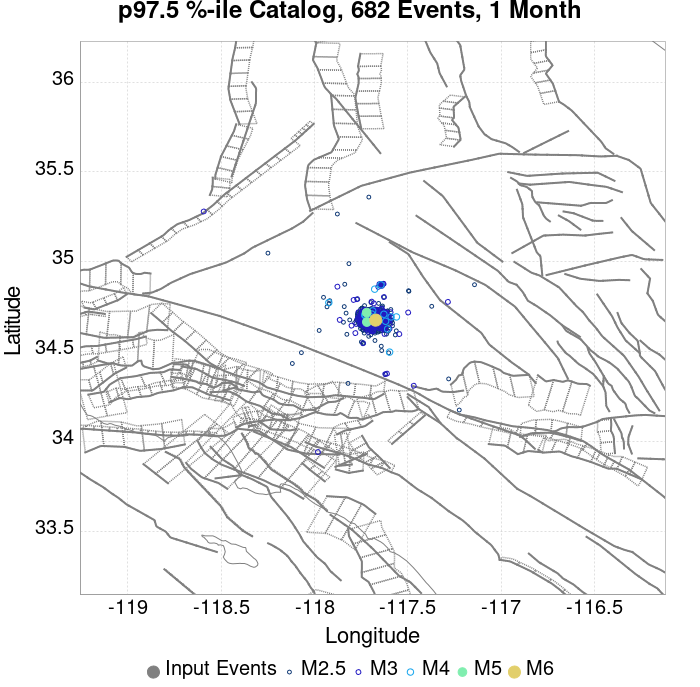 p97.5 %-ile Catalog, 682 Events, 1 Month
36
35.5
35
34.5
34
33.5
Latitude
-119 -118.5 -118 -117.5 -117 -116.5
Longitude
Input Events M2.5 M3 M4 M5 M6